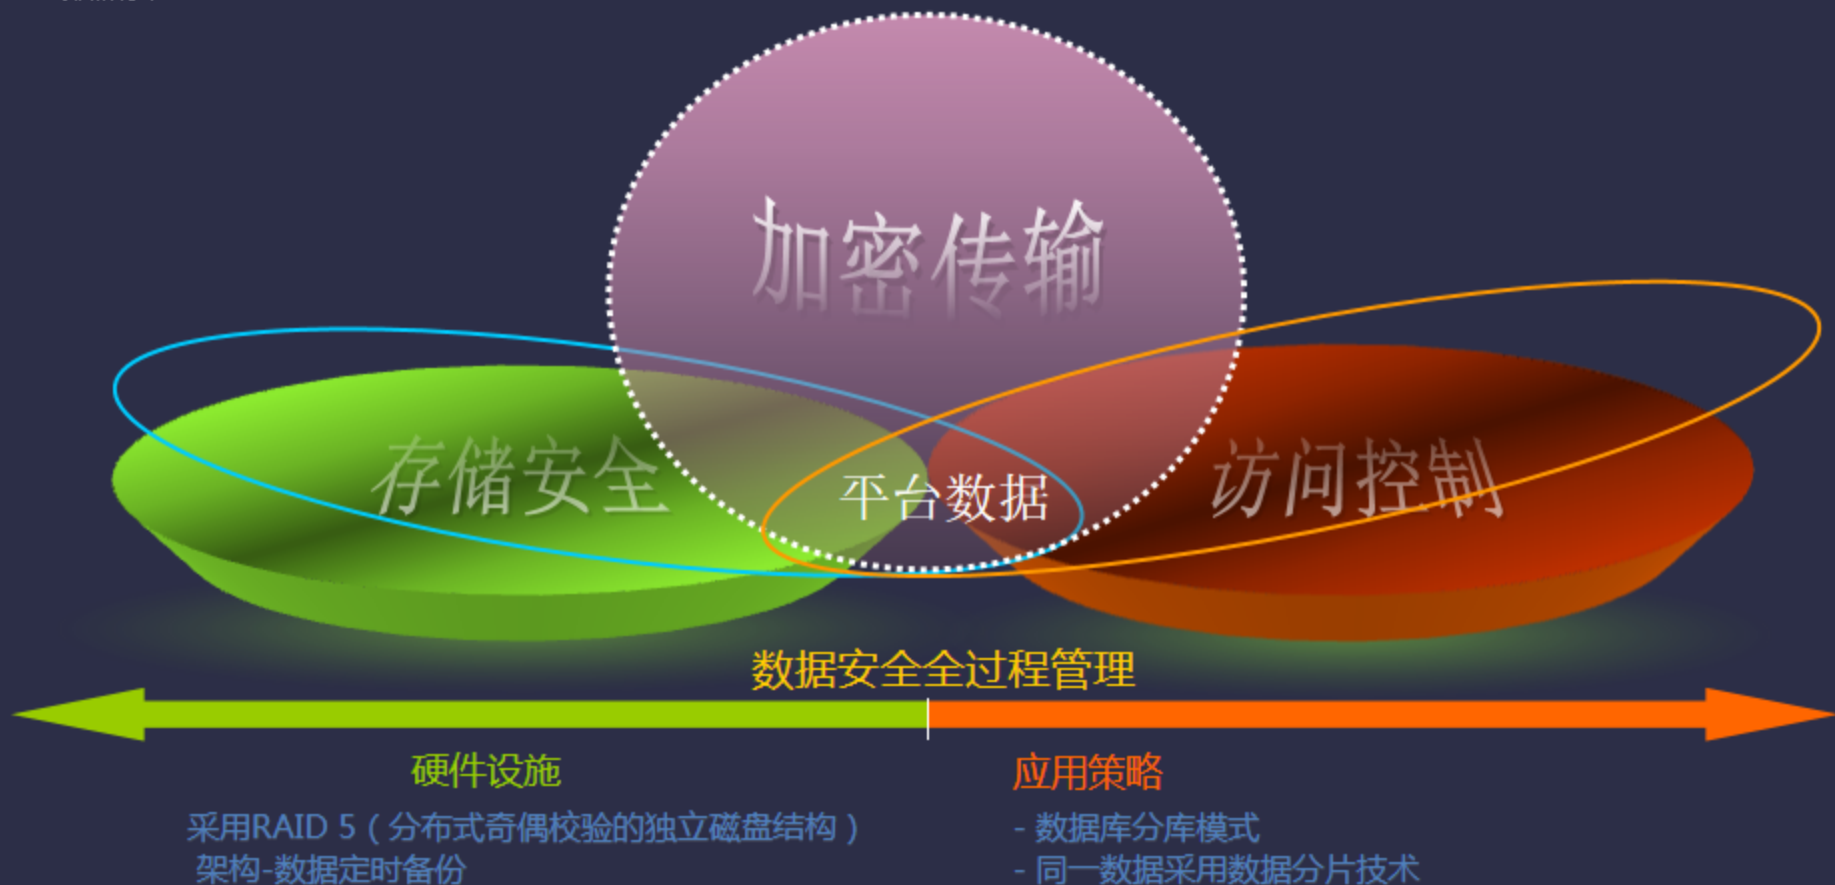 加密传输
存储安全
平台数据
访问控制
数据安全全过程管理
硬件设施
采用RAID 5（分布式奇偶校验的独立磁盘结构）
架构-数据定时备份
应用策略
- 数据库分库模式
- 同一数据采用数据分片技术